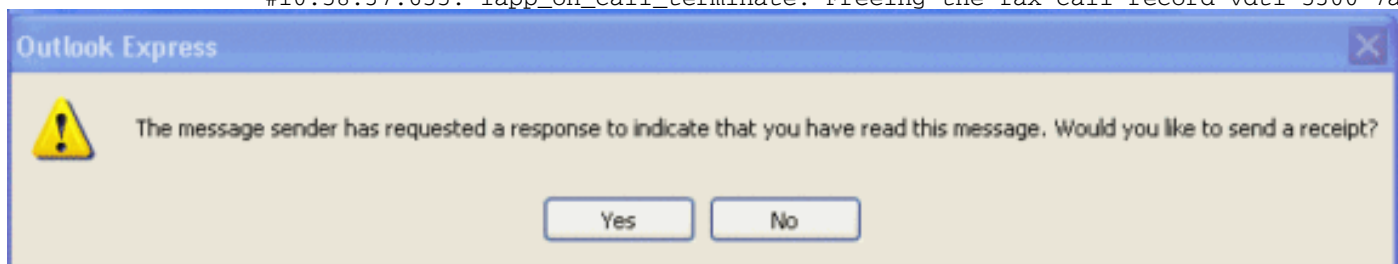 Outlook Express
The message sender has requested a response to indicate that you have read this message. Would you like to send a receipt?
Yes No